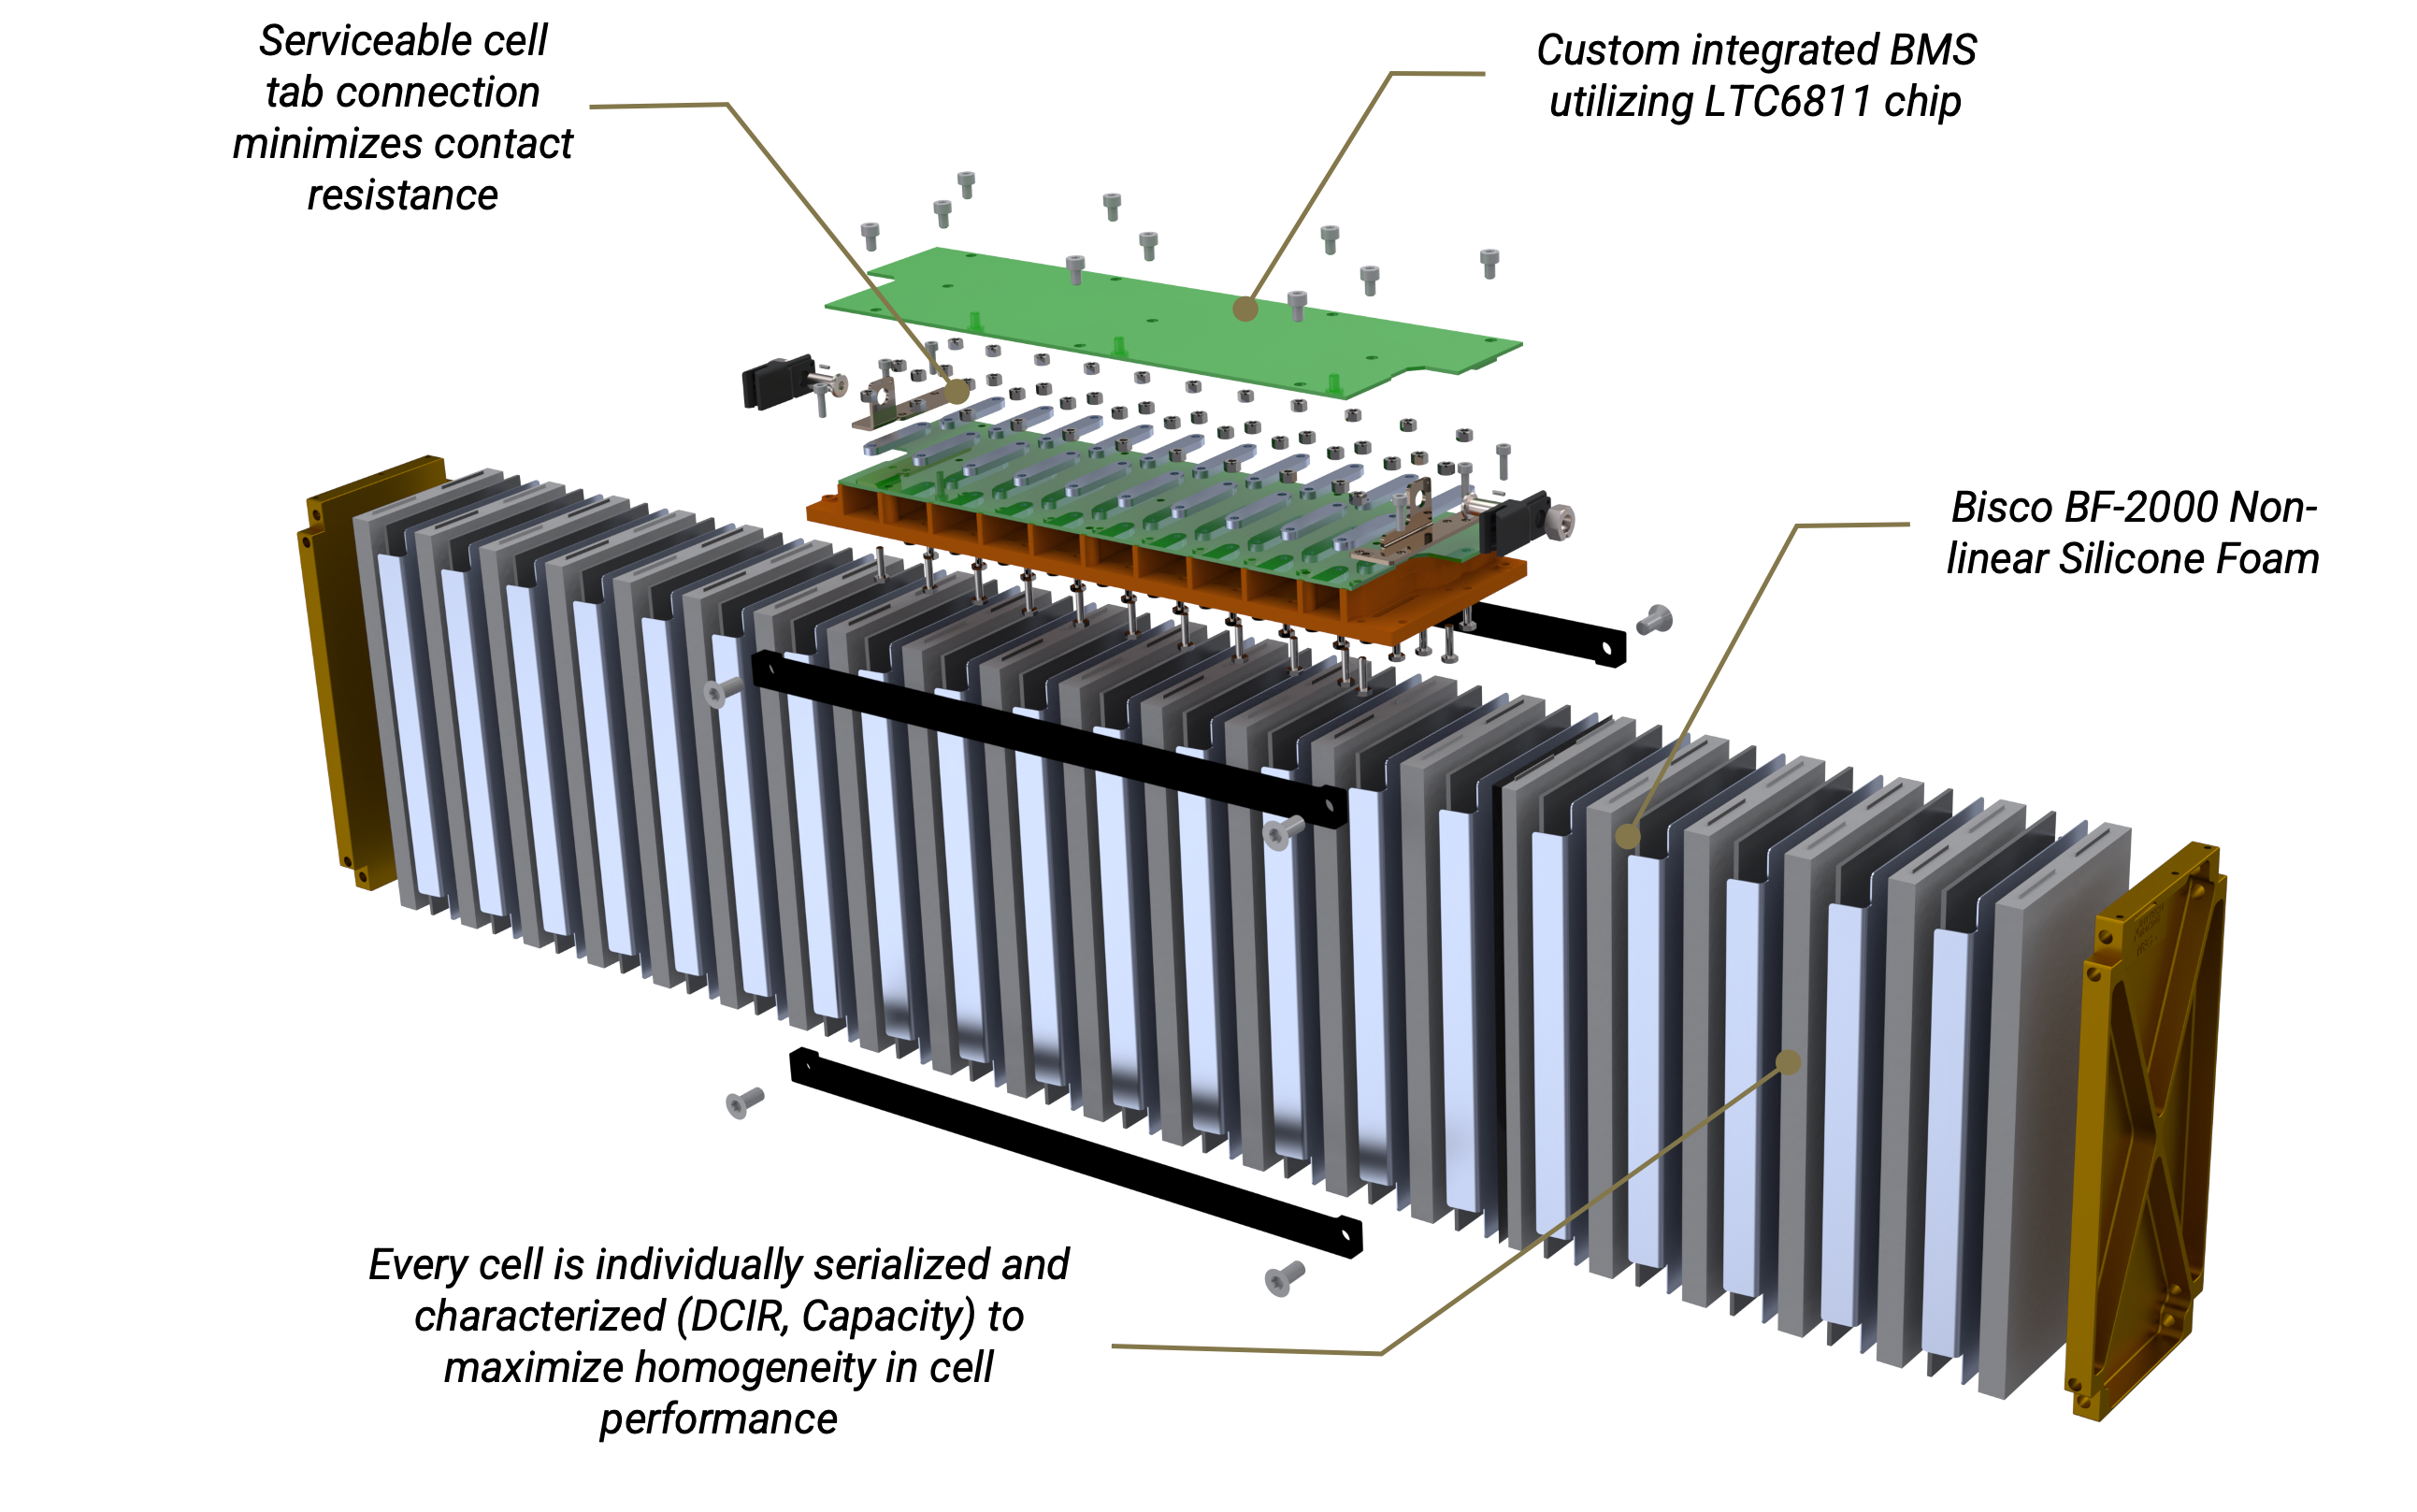 Serviceable cell
tab connection
minimizes contact
resistance
Custom integrated BMS
utilizing LTC6811 chip
Bisco BF-2000 Non-
linear Silicone Foam
Every cell is individually serialized and
characterized (DCIR, Capacity) to
maximize homogeneity in cell
performance